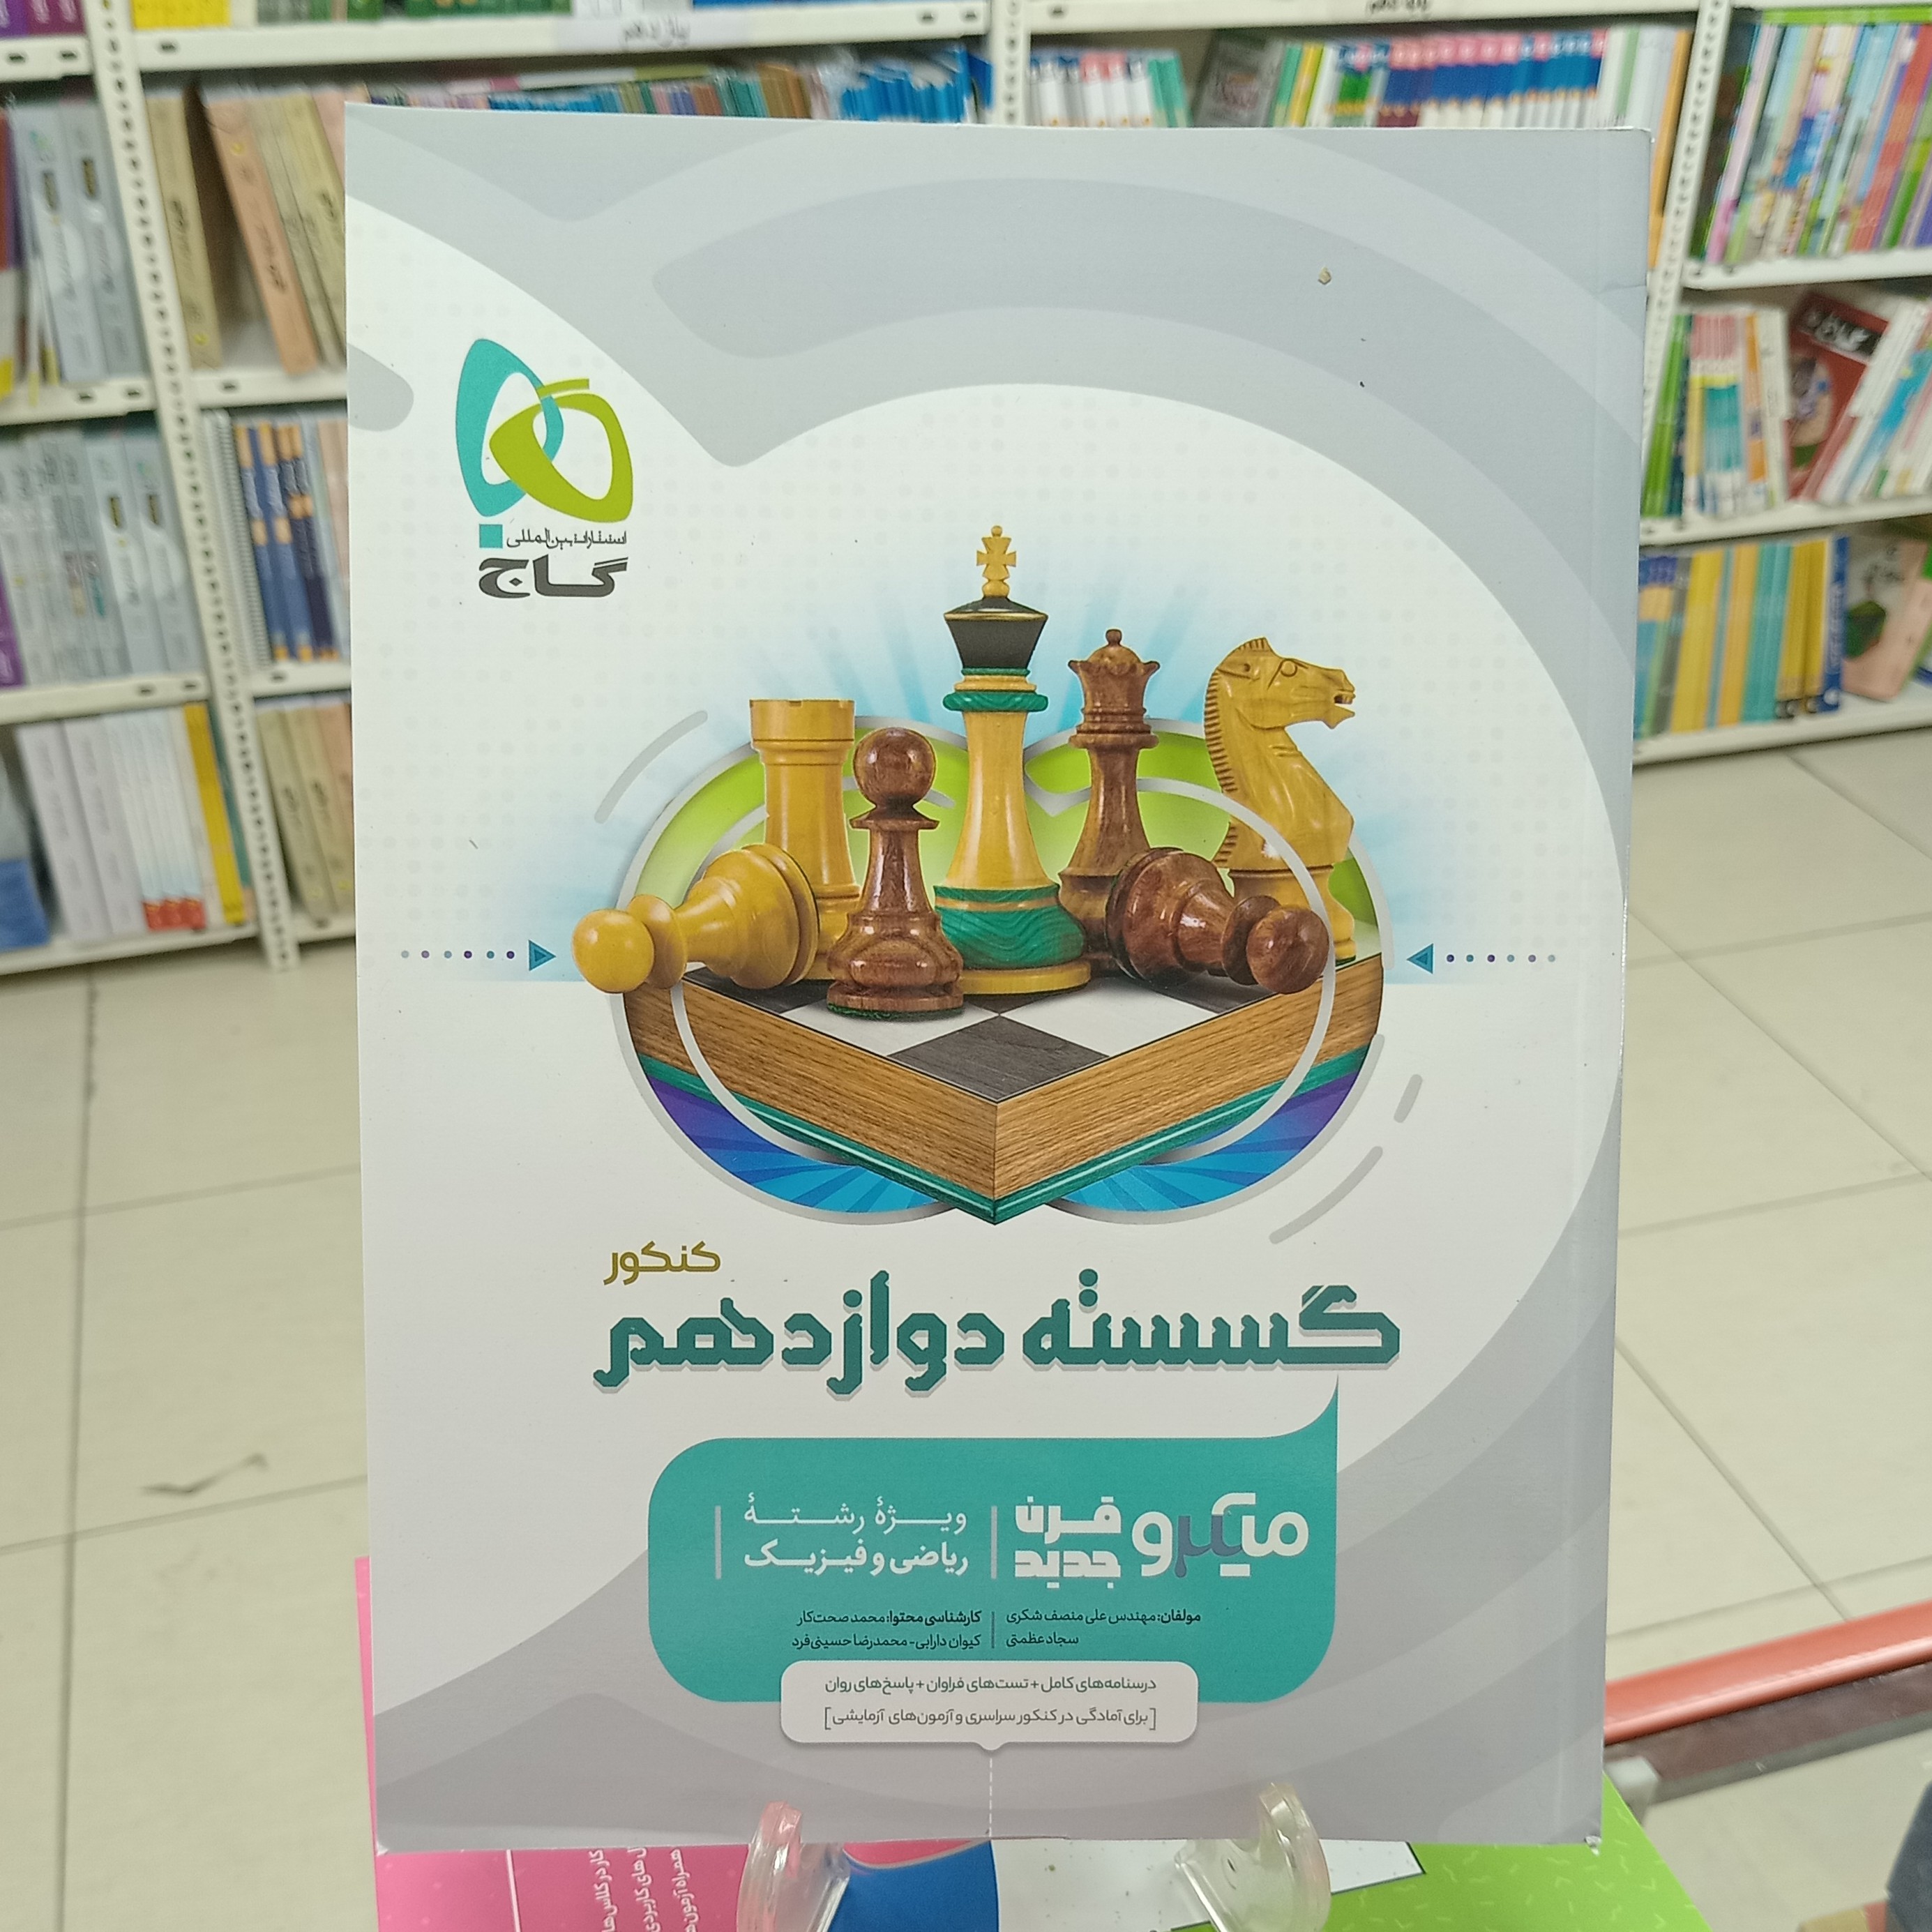 یازدهم
انتشارات بین‌المللی
گاج
کنکور
گسسته دوازدهم
میکرو
قرن جدید
ویژهٔ رشتهٔ
ریاضی و فیزیک
مولفان: مهندس علی منصف شکری
سجاد عظمتی
کارشناسی محتوا: محمد صحت‌کار
کیوان دارابی - محمدرضا حسینی‌فرد
درسنامه‌های کامل + تست‌های فراوان + پاسخ‌های روان
[برای آمادگی در کنکور سراسری و آزمون‌های آزمایشی]